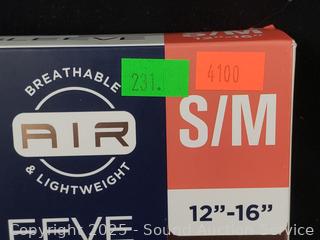 BREATHABLE
AIR
& LIGHTWEIGHT
231.
4100
S/M
12"-16"
Copyright 2025 - Sound Auction Service